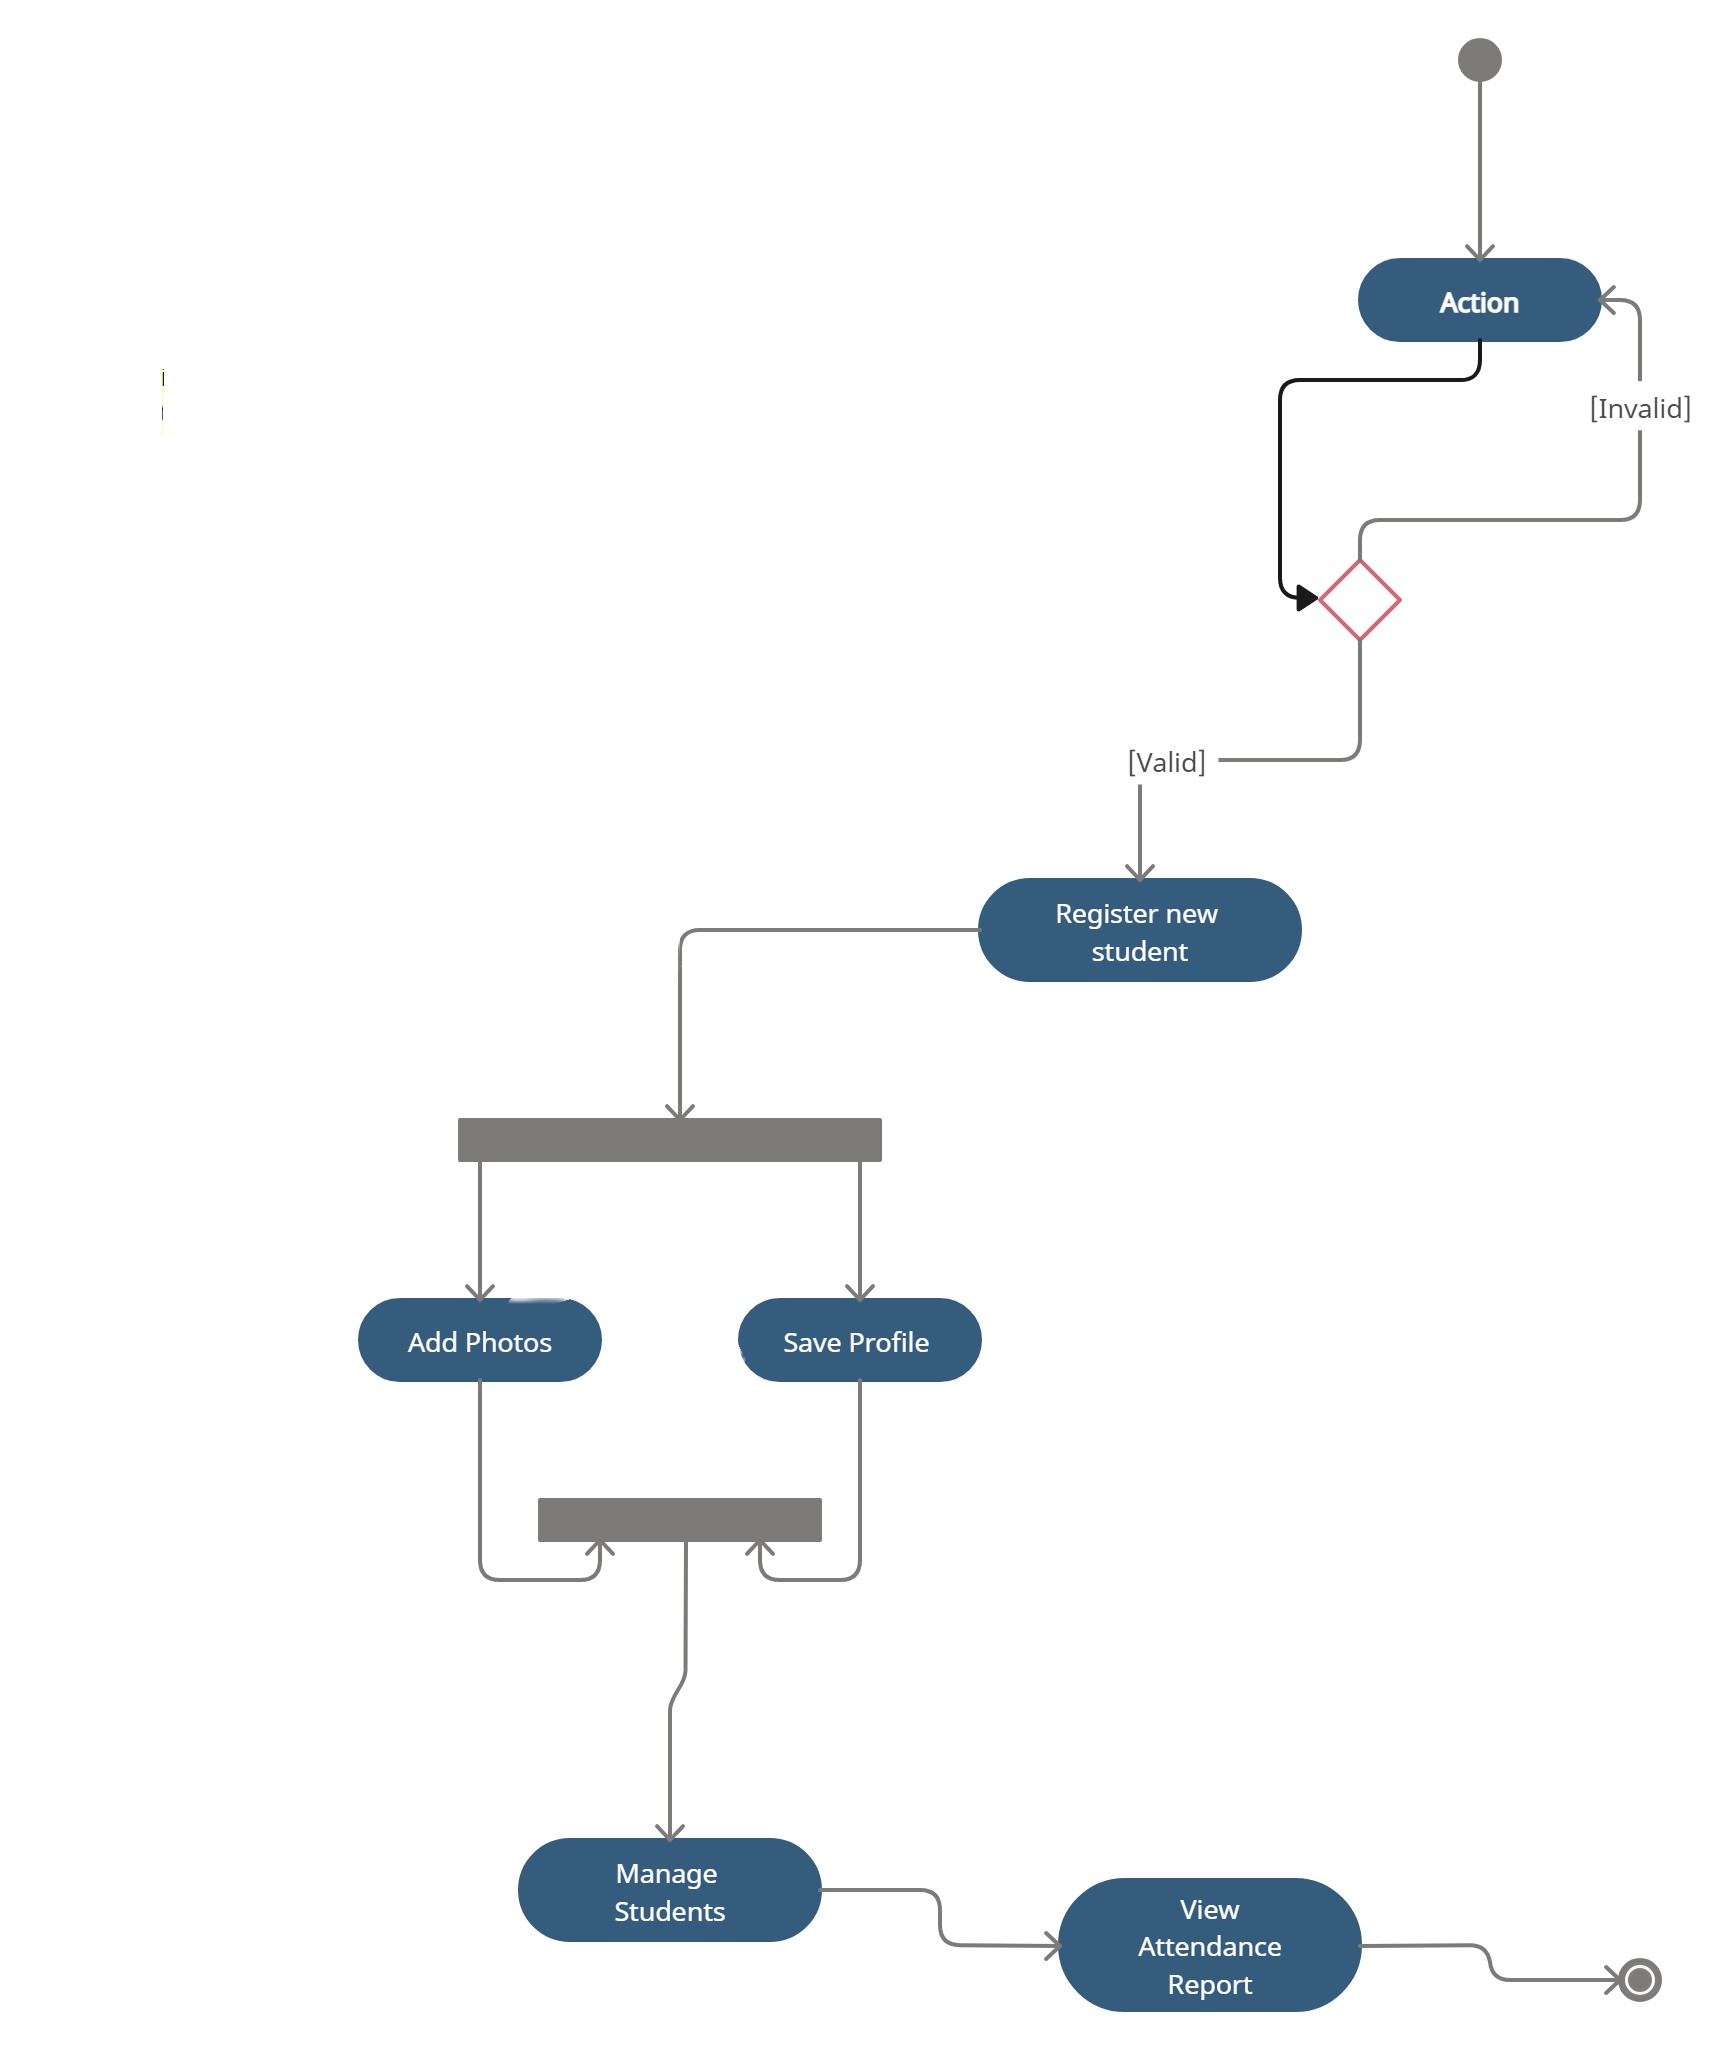 Action
[Invalid]
[Valid]
Register new
student
Add Photos
Save Profile
Manage
Students
View
Attendance
Report